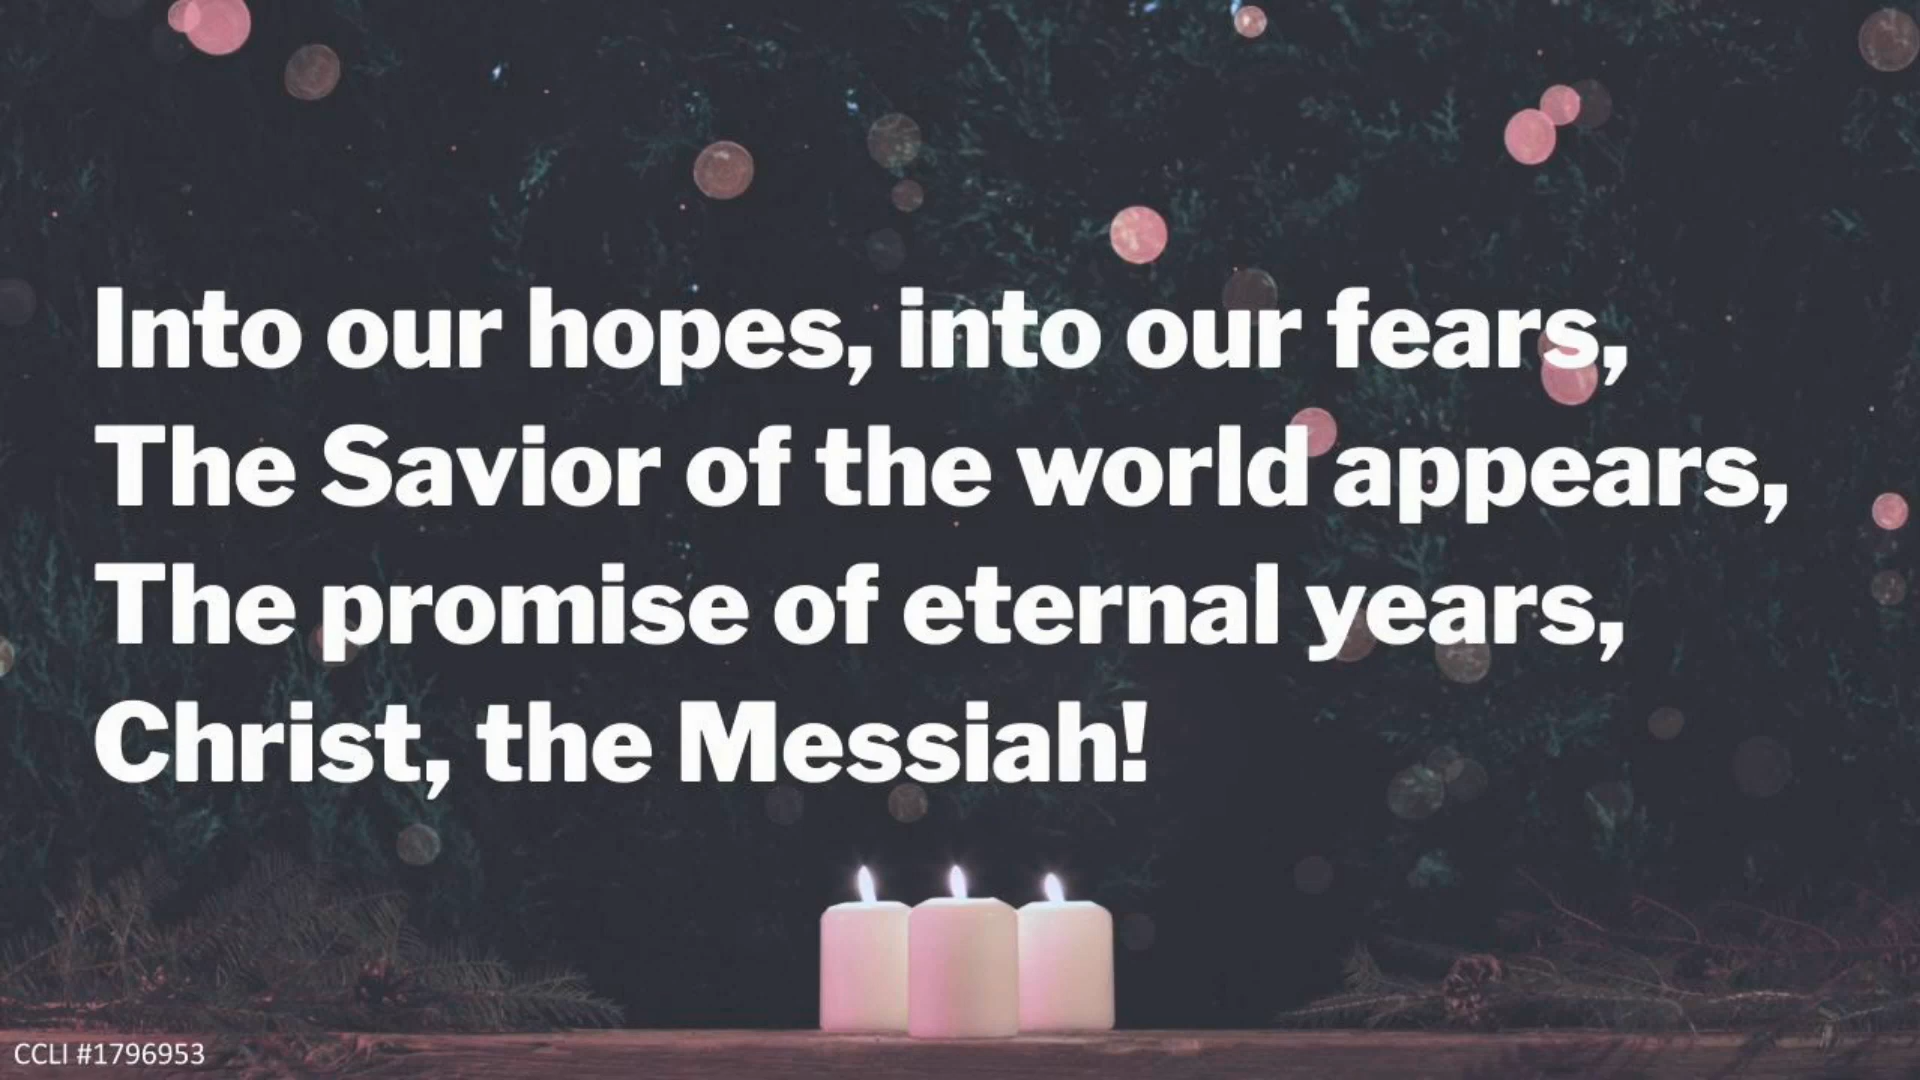 Into our hopes, into our fears,
The Savior of the world appears,
The promise of eternal years,
Christ, the Messiah!
CCLI #1796953